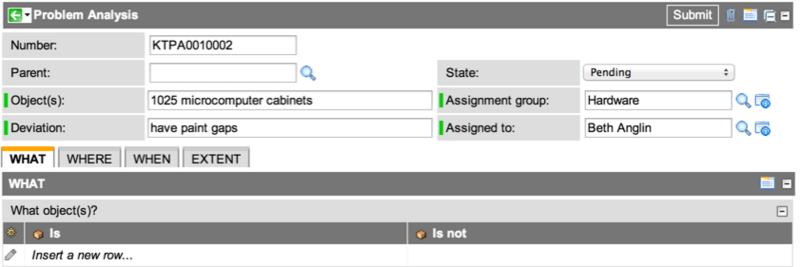 Problem Analysis Submit
Number: KTPA0010002
Parent: State: Pending
Object(s): 1025 microcomputer cabinets Assignment group: Hardware
Deviation: have paint gaps Assigned to: Beth Anglin
WHAT WHERE WHEN EXTENT
WHAT
What object(s)?
Is Is not
Insert a new row...